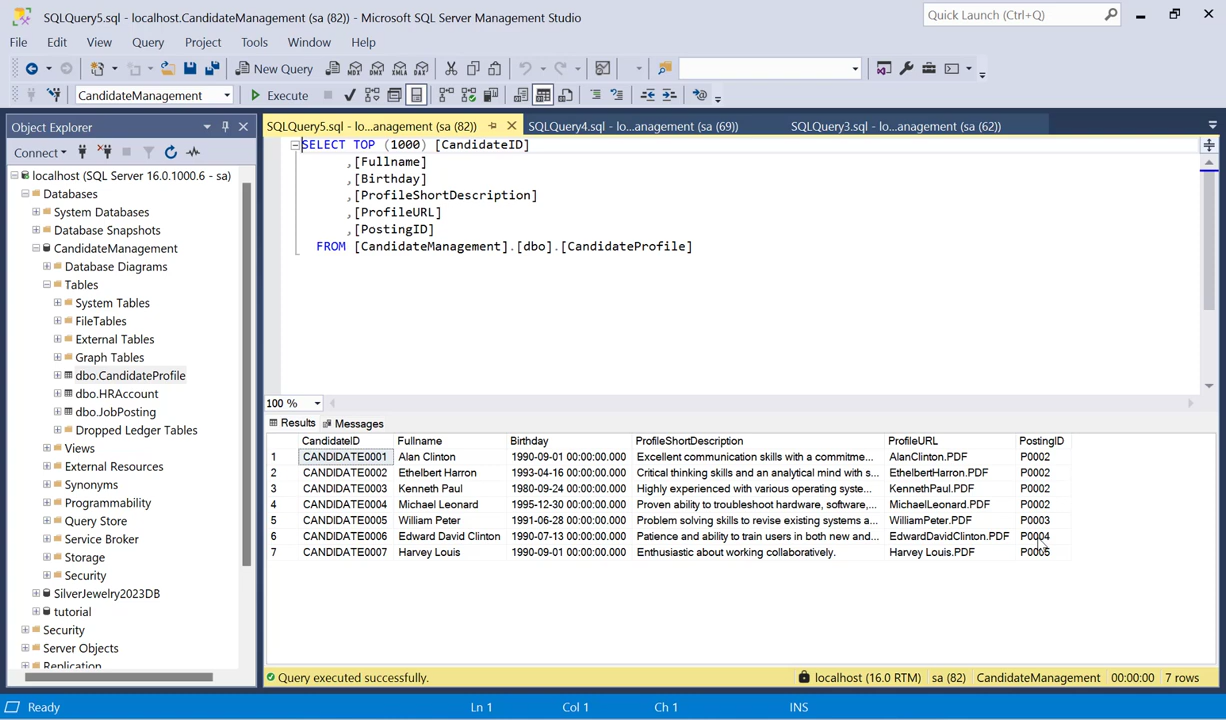 SQLQuery5.sql - localhost.CandidateManagement (sa (82)) - Microsoft SQL Server Management Studio
Quick Launch (Ctrl+Q)
File Edit View Query Project Tools Window Help
New Query MDX DMX XMLA DAX
CandidateManagement Execute
Object Explorer
SQLQuery5.sql - lo...anagement (sa (82)) SQLQuery4.sql - lo...anagement (sa (69)) SQLQuery3.sql - lo...anagement (sa (62))
Connect
localhost (SQL Server 16.0.1000.6 - sa)
Databases
System Databases
Database Snapshots
CandidateManagement
Database Diagrams
Tables
System Tables
FileTables
External Tables
Graph Tables
dbo.CandidateProfile
dbo.HRAccount
dbo.JobPosting
Dropped Ledger Tables
Views
External Resources
Synonyms
Programmability
Query Store
Service Broker
Storage
Security
SilverJewelry2023DB
tutorial
Security
Server Objects
Replication
SELECT TOP (1000) [CandidateID]
,[Fullname]
,[Birthday]
,[ProfileShortDescription]
,[ProfileURL]
,[PostingID]
FROM [CandidateManagement].[dbo].[CandidateProfile]
100 %
Results Messages
CandidateID Fullname Birthday ProfileShortDescription ProfileURL PostingID
1 CANDIDATE0001 Alan Clinton 1990-09-01 00:00:00.000 Excellent communication skills with a commitme... AlanClinton.PDF P0002
2 CANDIDATE0002 Ethelbert Harron 1993-04-16 00:00:00.000 Critical thinking skills and an analytical mind with s... EthelbertHarron.PDF P0002
3 CANDIDATE0003 Kenneth Paul 1980-09-24 00:00:00.000 Highly experienced with various operating syste... KennethPaul.PDF P0002
4 CANDIDATE0004 Michael Leonard 1995-12-30 00:00:00.000 Proven ability to troubleshoot hardware, software,... MichaelLeonard.PDF P0002
5 CANDIDATE0005 William Peter 1991-06-28 00:00:00.000 Problem solving skills to revise existing systems a... WilliamPeter.PDF P0003
6 CANDIDATE0006 Edward David Clinton 1990-07-13 00:00:00.000 Patience and ability to train users in both new and... EdwardDavidClinton.PDF P0004
7 CANDIDATE0007 Harvey Louis 1990-09-01 00:00:00.000 Enthusiastic about working collaboratively. Harvey Louis.PDF P0005
Query executed successfully. localhost (16.0 RTM) sa (82) CandidateManagement 00:00:00 7 rows
Ready Ln 1 Col 1 Ch 1 INS